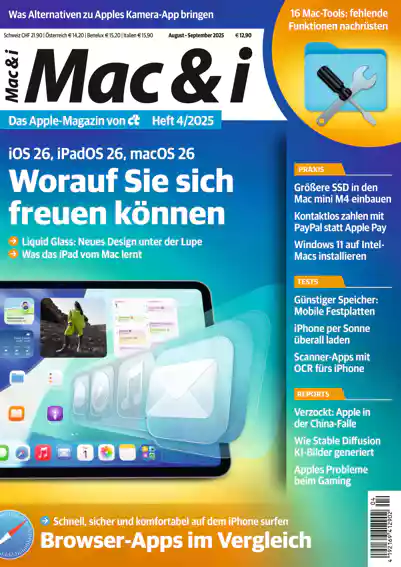 Was Alternativen zu Apples Kamera-App bringen
16 Mac-Tools: fehlende
Funktionen nachrüsten
Schweiz CHF 21,90 | Österreich € 14,20 | Benelux € 15,20 | Italien € 15,90
August - September 2025
€ 12,90
Mac & i
Mac & i
Das Apple-Magazin von c't
Heft 4/2025
iOS 26, iPadOS 26, macOS 26
Worauf Sie sich
freuen können
Liquid Glass: Neues Design unter der Lupe
Was das iPad vom Mac lernt
PRAXIS
Größere SSD in den
Mac mini M4 einbauen
Kontaktlos zahlen mit
PayPal statt Apple Pay
Windows 11 auf Intel-
Macs installieren
TESTS
Günstiger Speicher:
Mobile Festplatten
iPhone per Sonne
überall laden
Scanner-Apps mit
OCR fürs iPhone
REPORTS
Verzockt: Apple in
der China-Falle
Wie Stable Diffusion
KI-Bilder generiert
Apples Probleme
beim Gaming
Schnell, sicher und komfortabel auf dem iPhone surfen
Browser-Apps im Vergleich
04
4 192369 412902